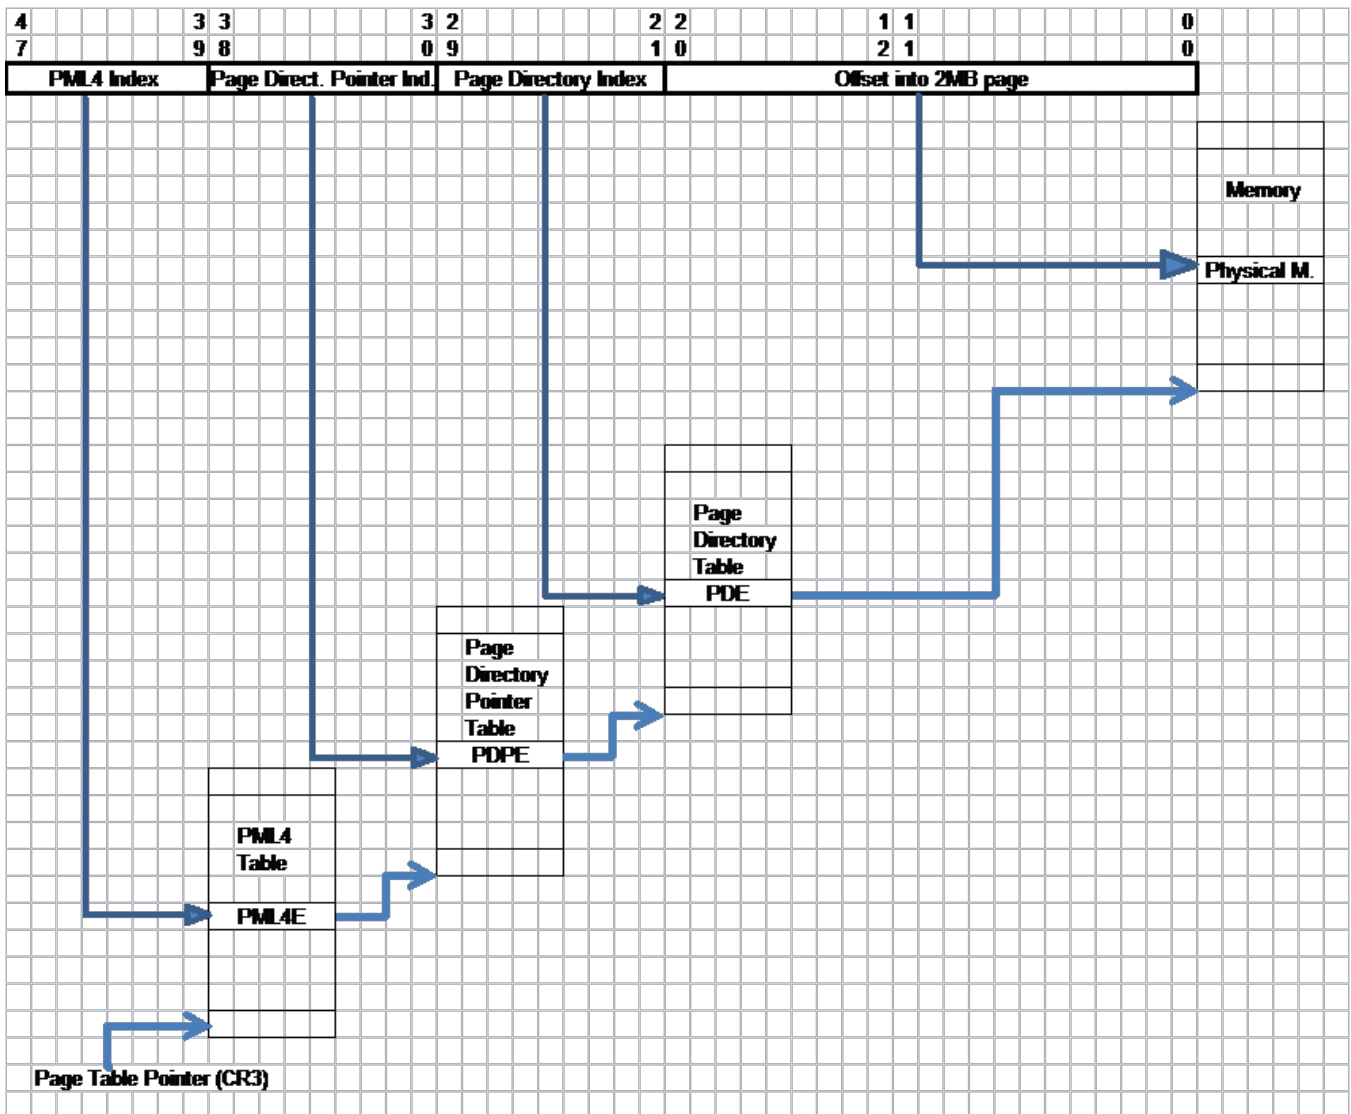 4 3 3 3 2 2 2 1 1 0
7 9 8 0 9 1 0 2 1 0
PML4 Index Page Direct. Pointer Ind. Page Directory Index Offset into 2MB page
Memory
Physical M.
Page
Directory
Table
PDE
Page
Directory
Pointer
Table
PDPE
PML4
Table
PML4E
Page Table Pointer (CR3)